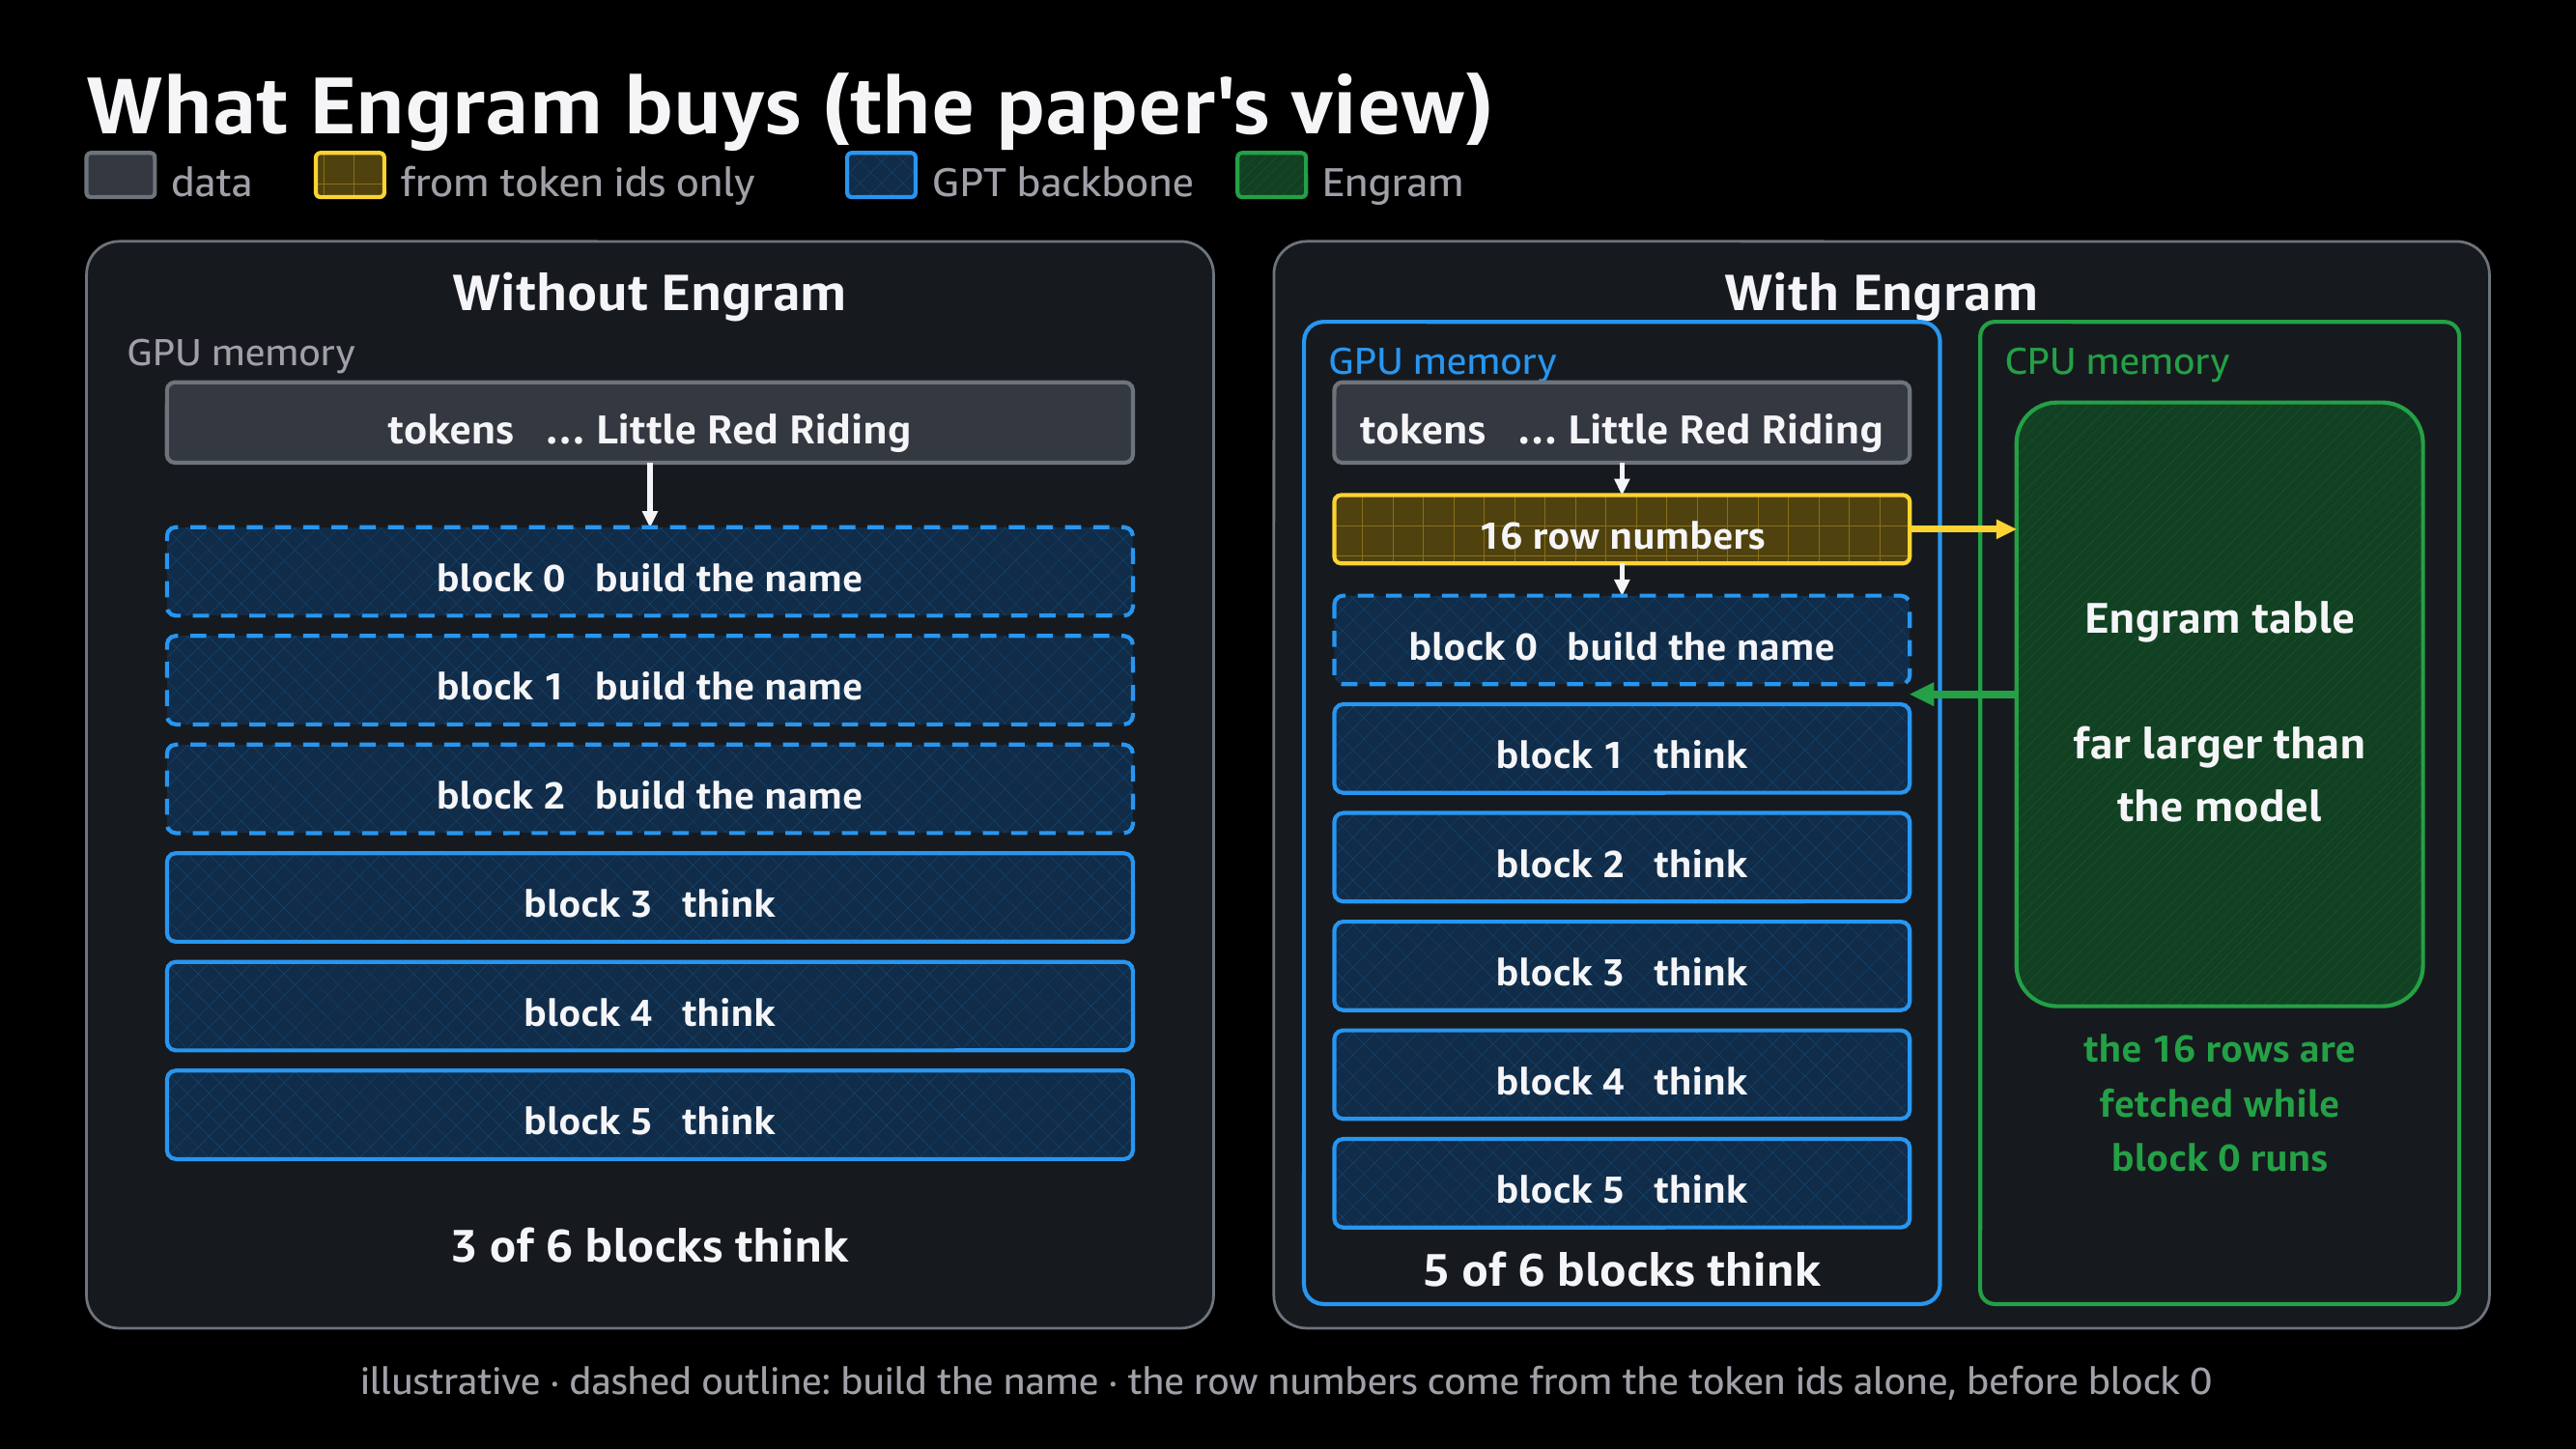 What Engram buys (the paper's view)
data
from token ids only
GPT backbone
Engram
Without Engram
GPU memory
tokens ... Little Red Riding
block 0 build the name
block 1 build the name
block 2 build the name
block 3 think
block 4 think
block 5 think
3 of 6 blocks think
With Engram
GPU memory
tokens ... Little Red Riding
16 row numbers
block 0 build the name
block 1 think
block 2 think
block 3 think
block 4 think
block 5 think
5 of 6 blocks think
CPU memory
Engram table
far larger than
the model
the 16 rows are
fetched while
block 0 runs
illustrative · dashed outline: build the name · the row numbers come from the token ids alone, before block 0